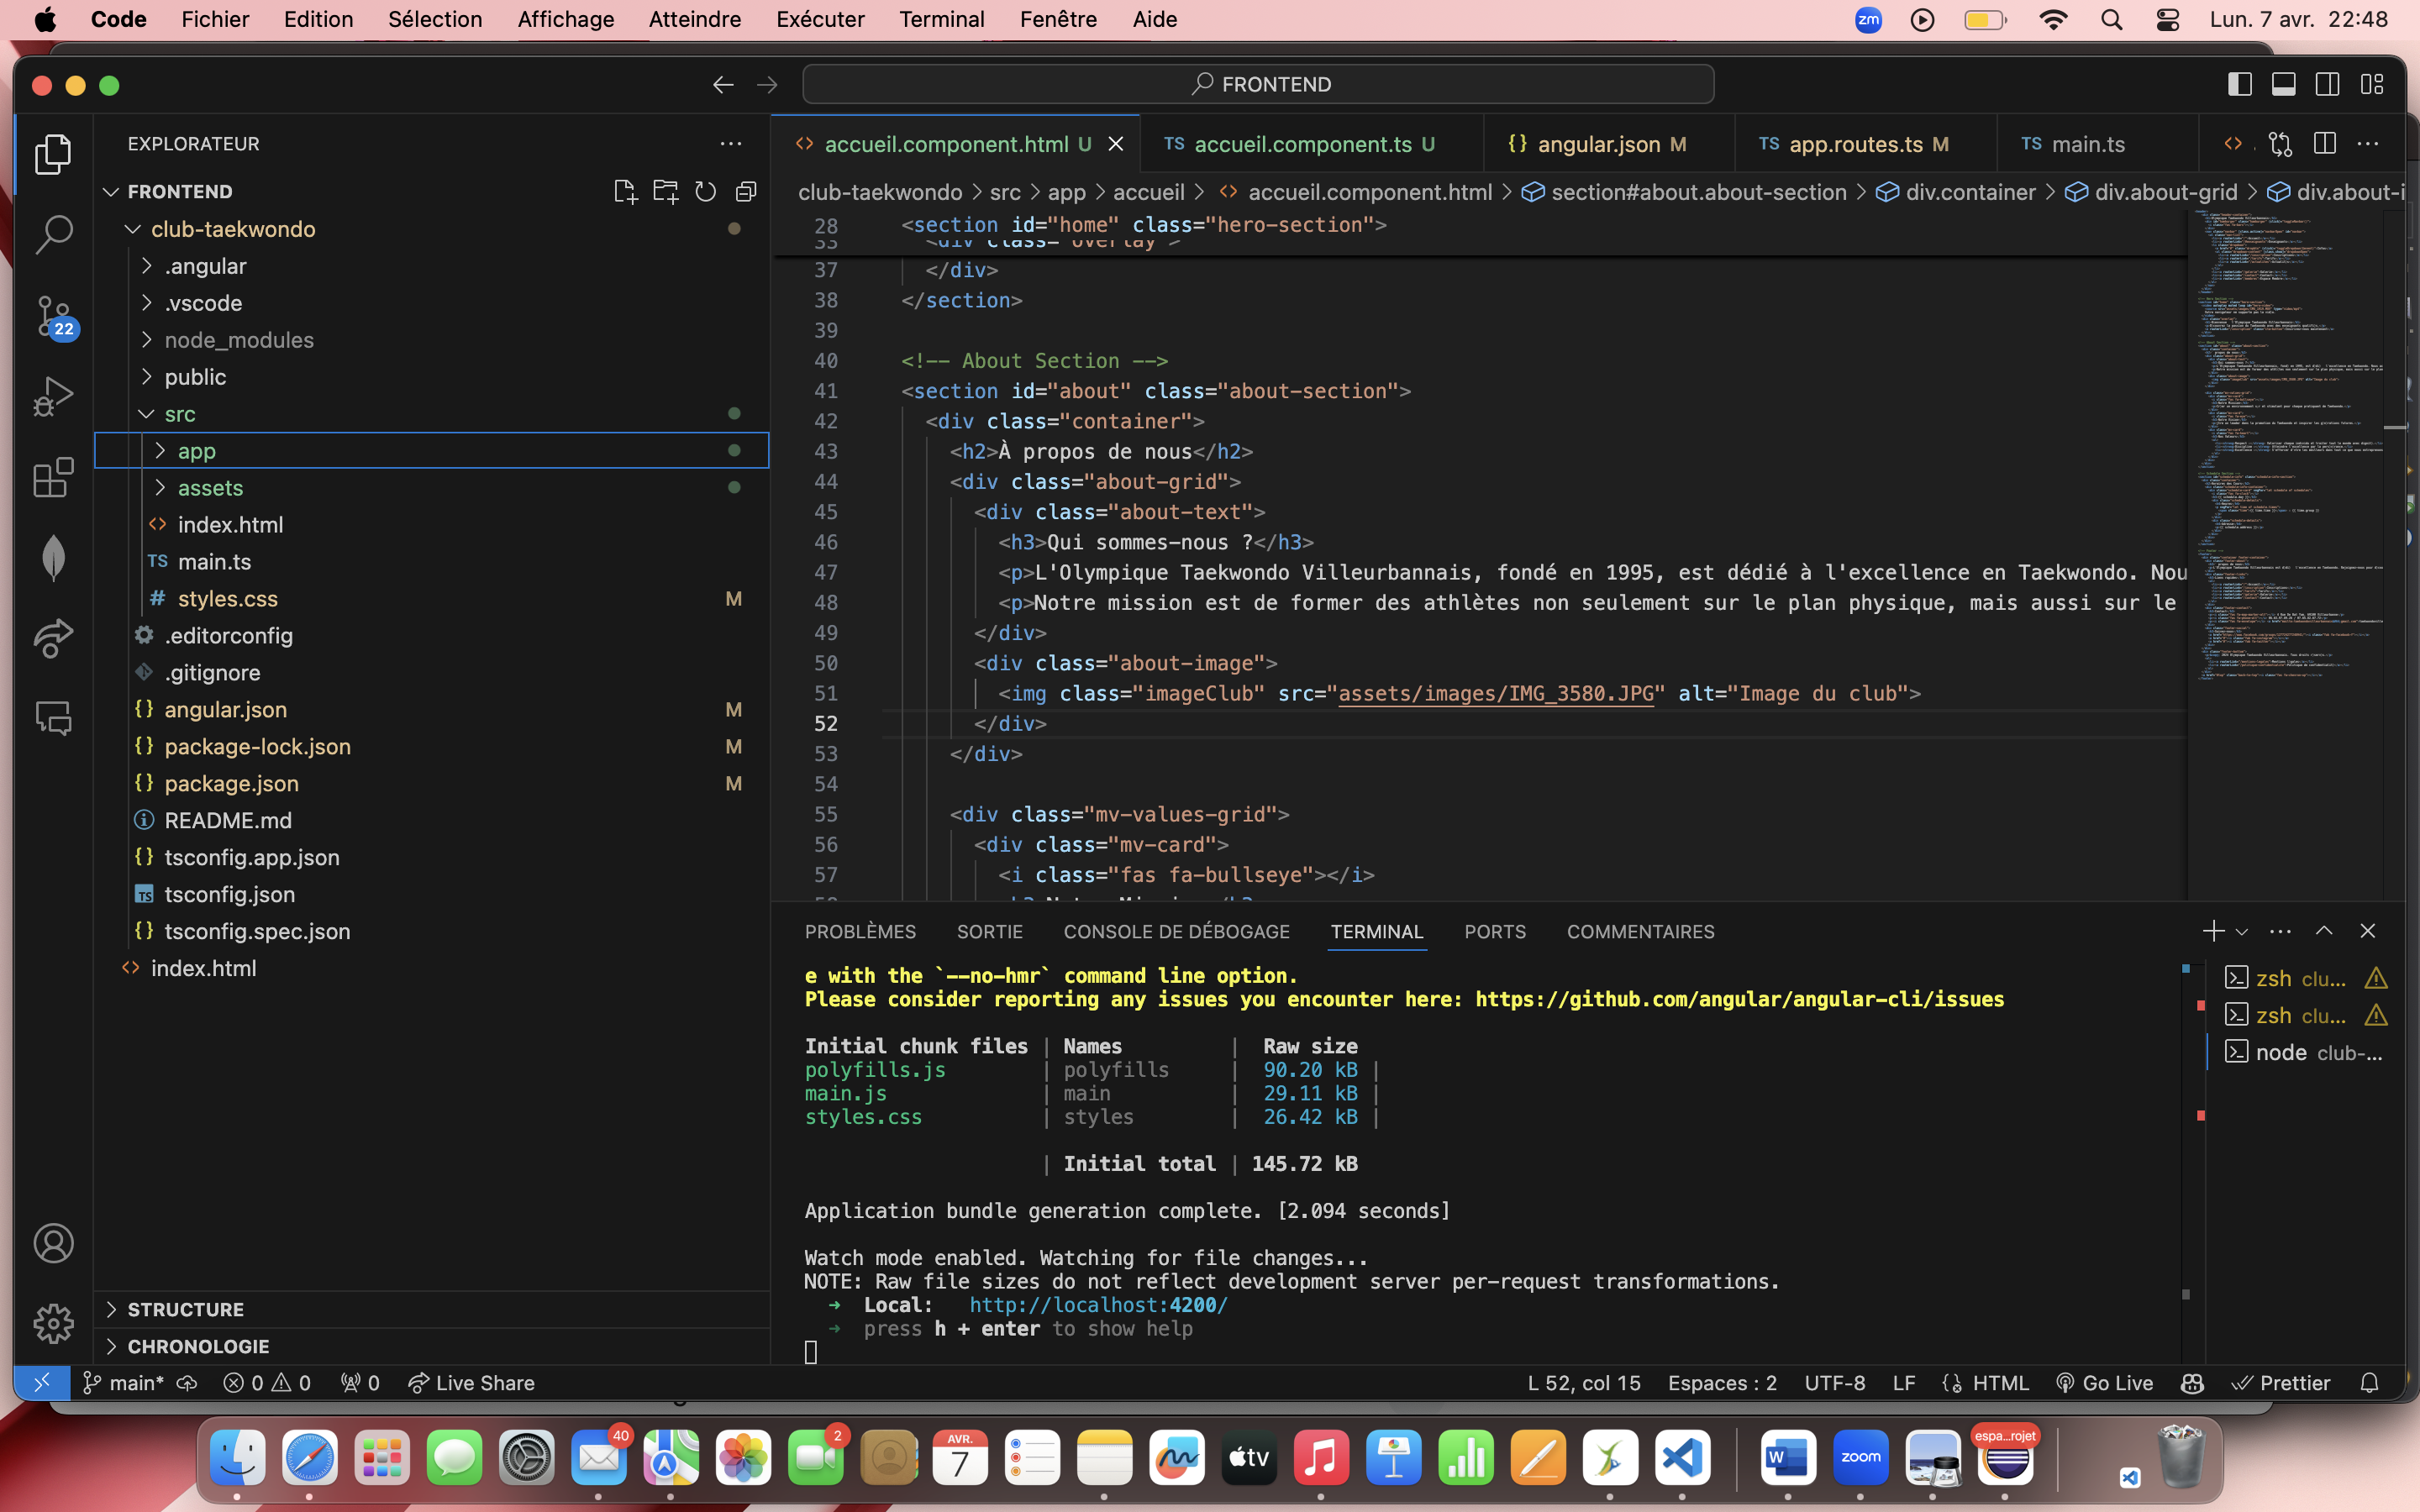 Code Fichier Edition Sélection Affichage Atteindre Exécuter Terminal Fenêtre Aide zm Lun. 7 avr. 22:48
FRONTEND
EXPLORATEUR
FRONTEND
club-taekwondo
.angular
.vscode
node_modules
public
src
app
assets
index.html
TS main.ts
# styles.css M
.editorconfig
.gitignore
{} angular.json M
{} package-lock.json M
{} package.json M
README.md
{} tsconfig.app.json
TS tsconfig.json
{} tsconfig.spec.json
index.html
STRUCTURE
CHRONOLOGIE
22
accueil.component.html U
TS accueil.component.ts U
{} angular.json M
TS app.routes.ts M
TS main.ts
club-taekwondo > src > app > accueil > accueil.component.html > section#about.about-section > div.container > div.about-grid > div.about-i
28 <section id="home" class="hero-section">
33 <div class="overlay">
37 </div>
38 </section>
39
40 <!-- About Section -->
41 <section id="about" class="about-section">
42 <div class="container">
43 <h2>À propos de nous</h2>
44 <div class="about-grid">
45 <div class="about-text">
46 <h3>Qui sommes-nous ?</h3>
47 <p>L'Olympique Taekwondo Villeurbannais, fondé en 1995, est dédié à l'excellence en Taekwondo. Nou
48 <p>Notre mission est de former des athlètes non seulement sur le plan physique, mais aussi sur le
49 </div>
50 <div class="about-image">
51 <img class="imageClub" src="assets/images/IMG_3580.JPG" alt="Image du club">
52 </div>
53 </div>
54
55 <div class="mv-values-grid">
56 <div class="mv-card">
57 <i class="fas fa-bullseye"></i>
PROBLÈMES SORTIE CONSOLE DE DÉBOGAGE TERMINAL PORTS COMMENTAIRES
e with the `--no-hmr` command line option.
Please consider reporting any issues you encounter here: https://github.com/angular/angular-cli/issues
Initial chunk files | Names | Raw size
polyfills.js | polyfills | 90.20 kB |
main.js | main | 29.11 kB |
styles.css | styles | 26.42 kB |
| Initial total | 145.72 kB
Application bundle generation complete. [2.094 seconds]
Watch mode enabled. Watching for file changes...
NOTE: Raw file sizes do not reflect development server per-request transformations.
➜ Local: http://localhost:4200/
➜ press h + enter to show help
zsh clu...
zsh clu...
node club-...
main* 0 0 0 Live Share L 52, col 15 Espaces : 2 UTF-8 LF HTML Go Live Prettier
40
2
AVR.
7
tv
W
zoom
espa...rojet